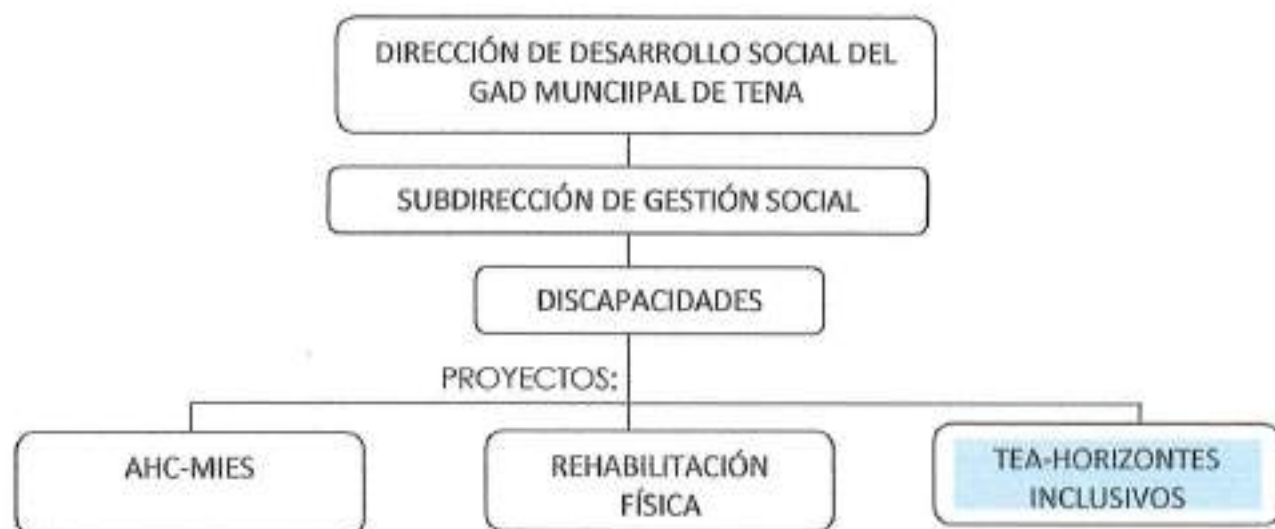 DIRECCIÓN DE DESARROLLO SOCIAL DEL
GAD MUNCIIPAL DE TENA
SUBDIRECCIÓN DE GESTIÓN SOCIAL
DISCAPACIDADES
PROYECTOS:
AHC-MIES
REHABILITACIÓN
FÍSICA
TEA-HORIZONTES
INCLUSIVOS